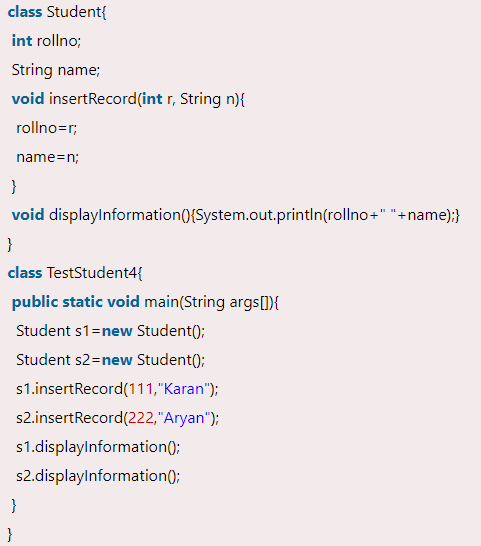 class Student{
int rollno;
String name;
void insertRecord(int r, String n){
rollno=r;
name=n;
}
void displayInformation(){System.out.println(rollno+" "+name);}
}
class TestStudent4{
public static void main(String args[]){
Student s1=new Student();
Student s2=new Student();
s1.insertRecord(111,"Karan");
s2.insertRecord(222,"Aryan");
s1.displayInformation();
s2.displayInformation();
}
}